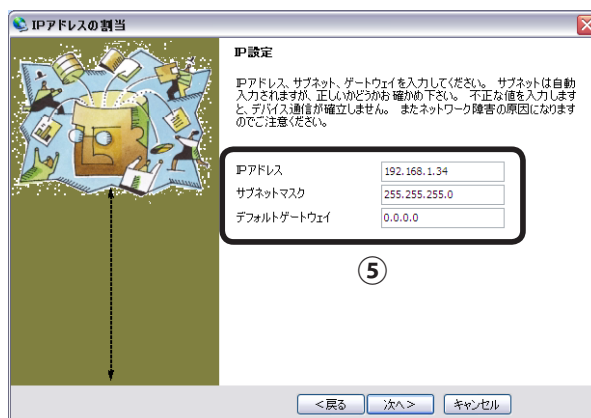 IPアドレスの割当
IP設定
IPアドレス、サブネット、ゲートウェイを入力してください。 サブネットは自動
入力されますが、正しいかどうかお確かめ下さい。 不正な値を入力します
と、デバイス通信が確立しません。 またネットワーク障害の原因になります
のでご注意ください。
IPアドレス 192.168.1.34
サブネットマスク 255.255.255.0
デフォルトゲートウェイ 0.0.0.0
⑤
<戻る 次へ> キャンセル